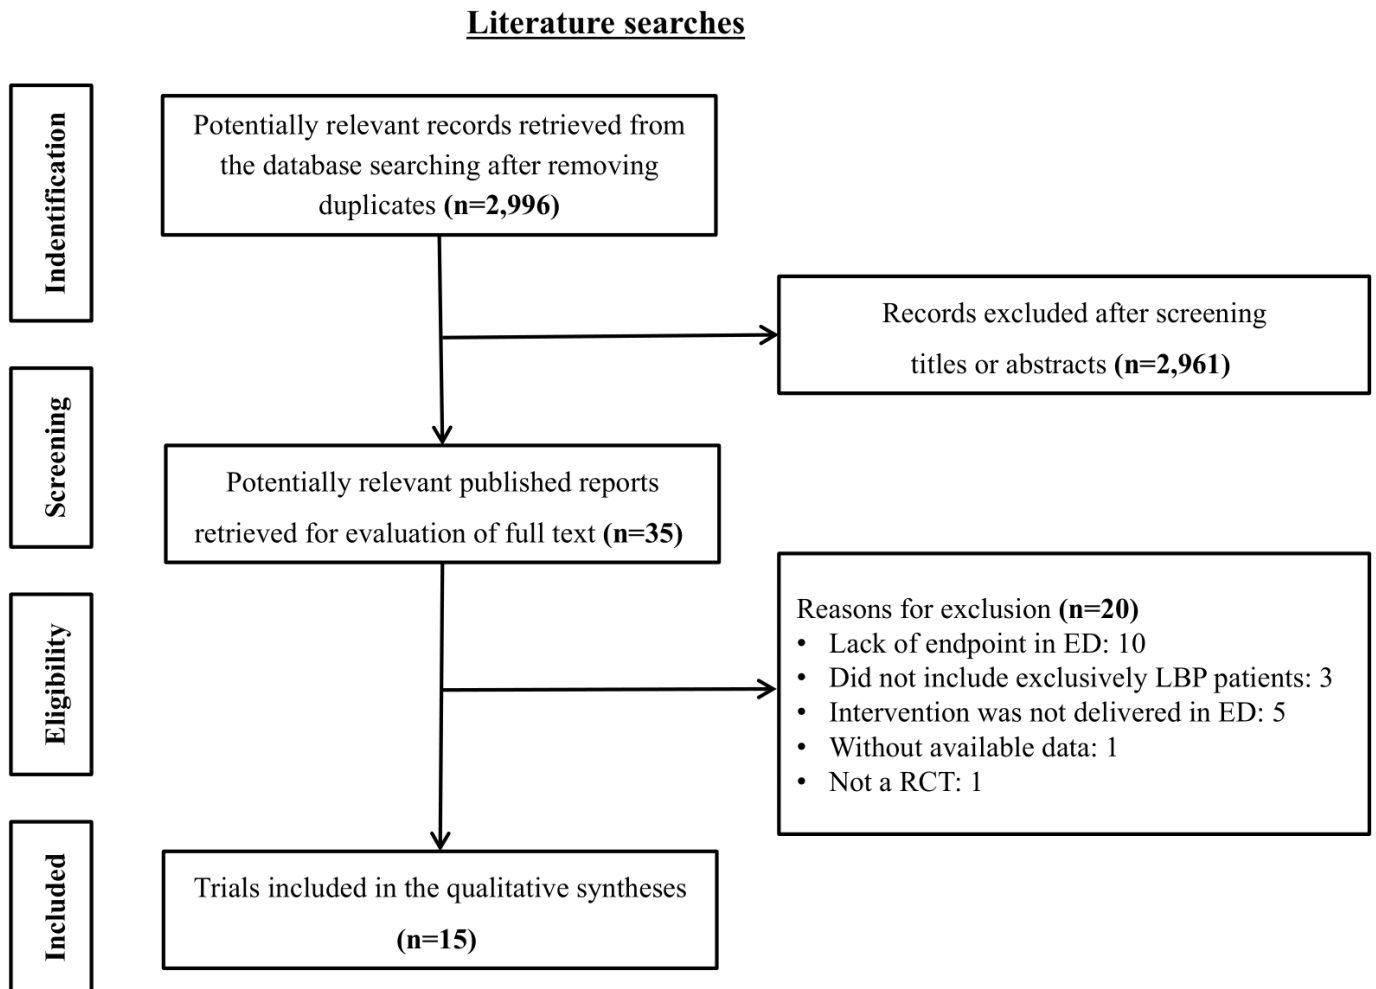 Literature searches
Indentification
Potentially relevant records retrieved from
the database searching after removing
duplicates (n=2,996)
Records excluded after screening
titles or abstracts (n=2,961)
Screening
Potentially relevant published reports
retrieved for evaluation of full text (n=35)
Eligibility
Reasons for exclusion (n=20)
• Lack of endpoint in ED: 10
• Did not include exclusively LBP patients: 3
• Intervention was not delivered in ED: 5
• Without available data: 1
• Not a RCT: 1
Included
Trials included in the qualitative syntheses
(n=15)